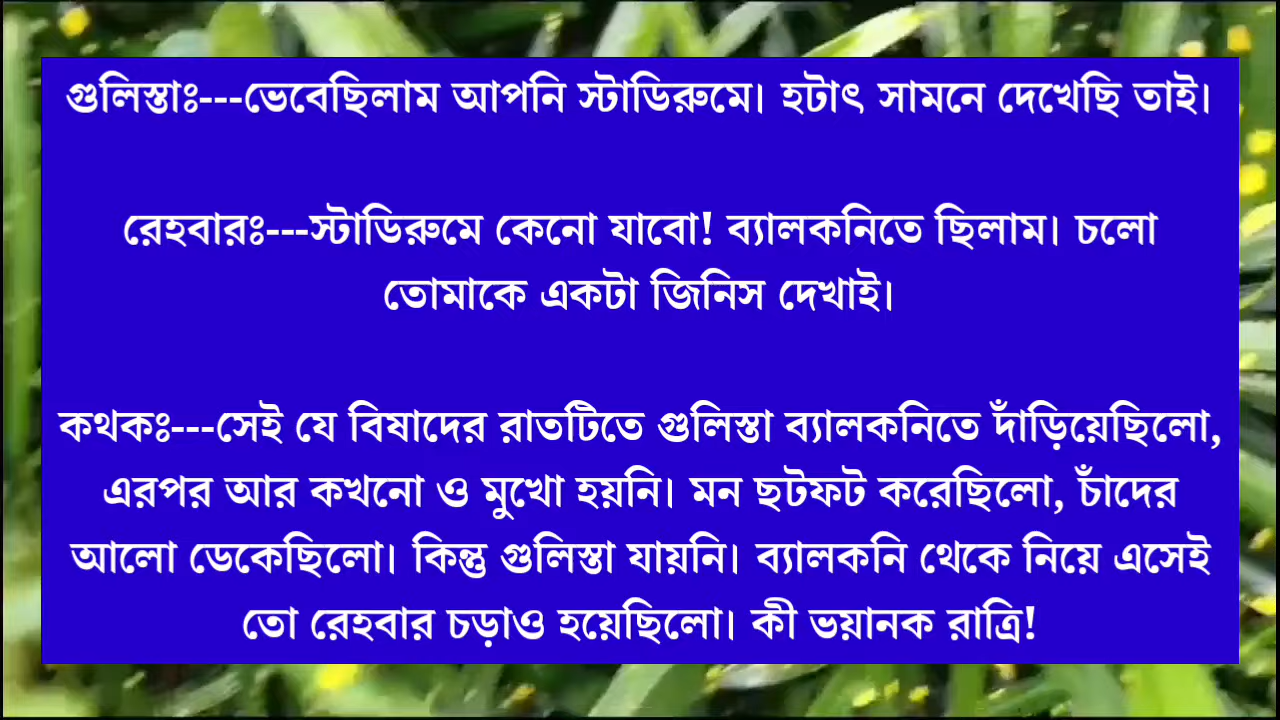 গুলিস্তাঃ---ভেবেছিলাম আপনি স্টাডিরুমে। হটাৎ সামনে দেখেছি তাই।
রেহবারঃ---স্টাডিরুমে কেনো যাবো! ব্যালকনিতে ছিলাম। চলো
তোমাকে একটা জিনিস দেখাই।
কথকঃ---সেই যে বিষাদের রাতটিতে গুলিস্তা ব্যালকনিতে দাঁড়িয়েছিলো,
এরপর আর কখনো ও মুখো হয়নি। মন ছটফট করেছিলো, চাঁদের
আলো ডেকেছিলো। কিন্তু গুলিস্তা যায়নি। ব্যালকনি থেকে নিয়ে এসেই
তো রেহবার চড়াও হয়েছিলো। কী ভয়ানক রাত্রি!